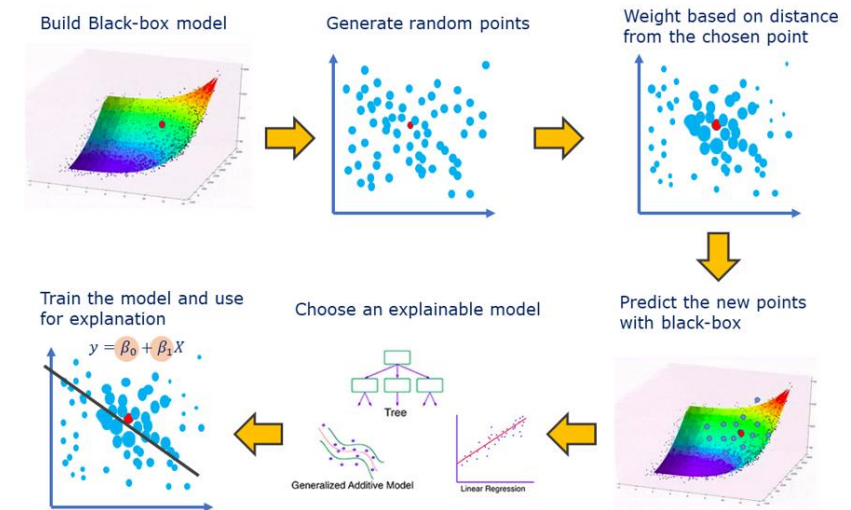 Build Black-box model
Generate random points
Weight based on distance
from the chosen point
Train the model and use
for explanation
y = β₀ + β₁X
Choose an explainable model
Tree
Generalized Additive Model
Linear Regression
Predict the new points
with black-box